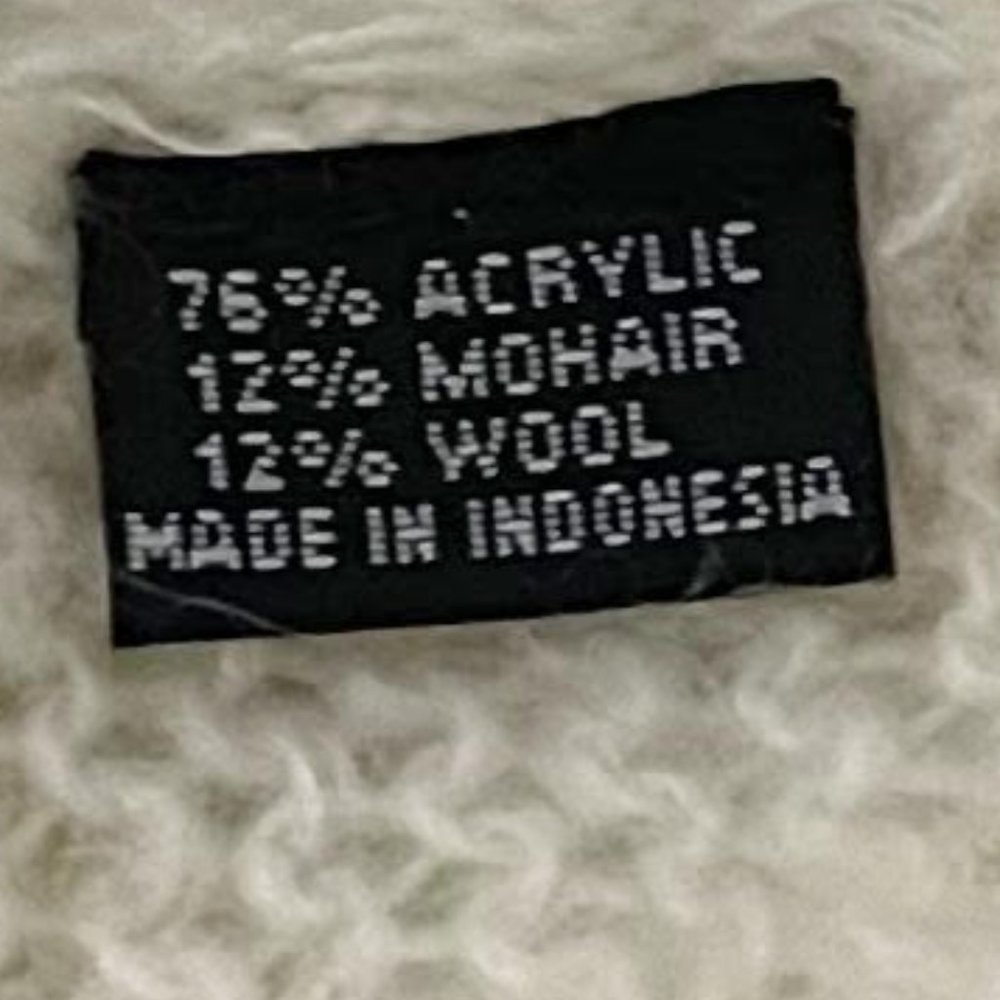 76% ACRYLIC
12% MOHAIR
12% WOOL
MADE IN INDONESIA